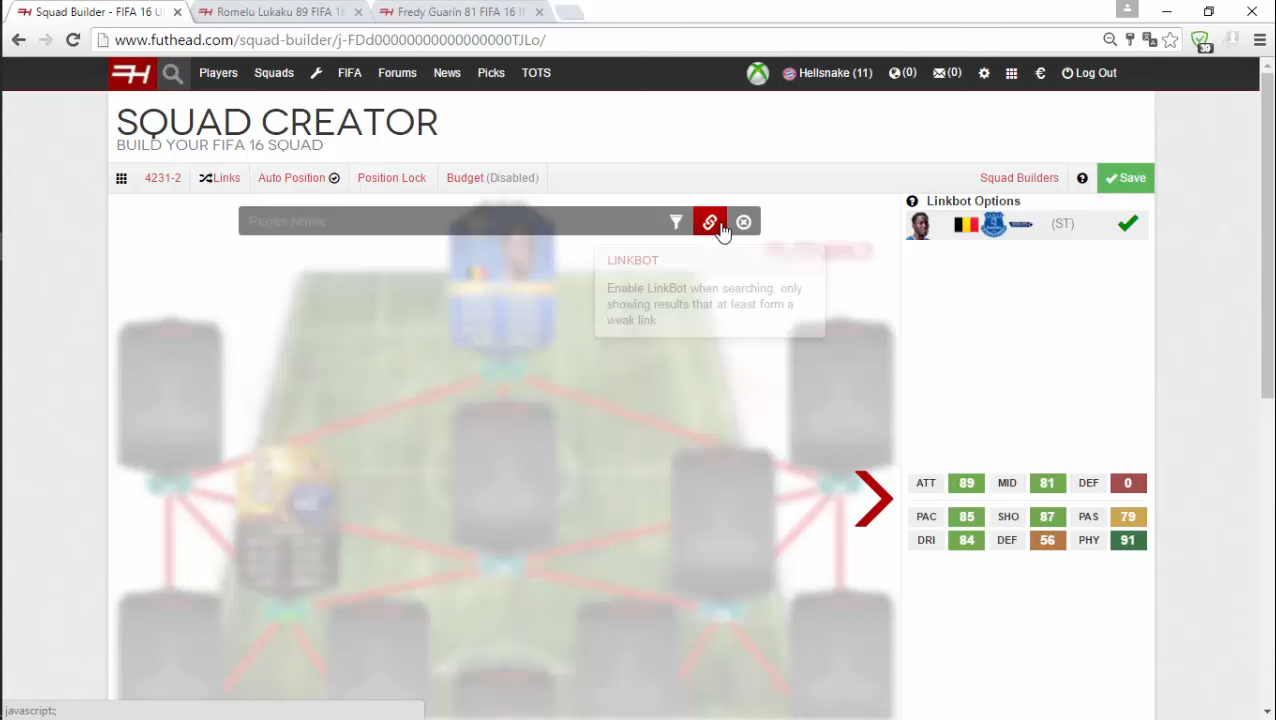 Squad Builder - FIFA 16 U
Romelu Lukaku 89 FIFA 16
Fredy Guarín 81 FIFA 16 IF
www.futhead.com/squad-builder/j-FDd00000000000000000TJLo/
39
Players
Squads
FIFA
Forums
News
Picks
TOTS
Hellsnake (11)
(0)
(0)
€
Log Out
SQUAD CREATOR
BUILD YOUR FIFA 16 SQUAD
4231-2
Links
Auto Position
Position Lock
Budget (Disabled)
Squad Builders
Save
Player Name
Linkbot Options
(ST)
LINKBOT
Enable LinkBot when searching, only
showing results that at least form a
weak link
ATT 89 MID 81 DEF 0
PAC 85 SHO 87 PAS 79
DRI 84 DEF 56 PHY 91
javascript:;